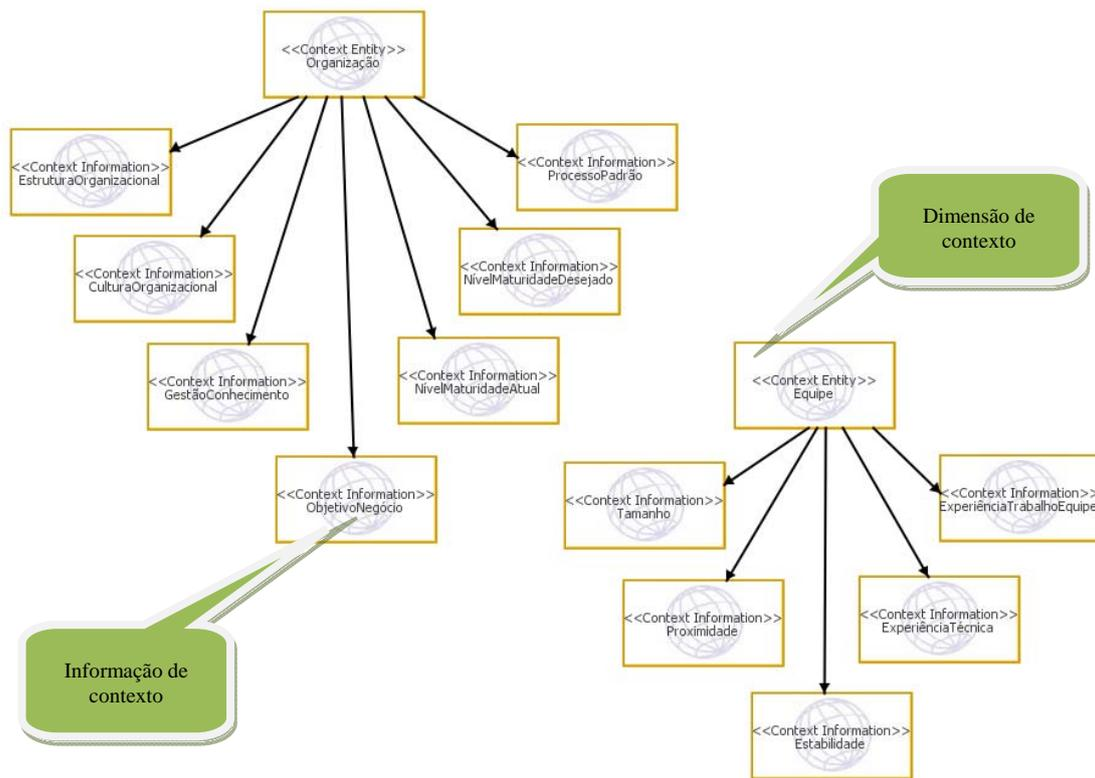 <<Context Entity>>
Organização
<<Context Information>>
EstruturaOrganizacional
<<Context Information>>
ProcessoPadrão
<<Context Information>>
CulturaOrganizacional
<<Context Information>>
NívelMaturidadeDesejado
<<Context Information>>
GestãoConhecimento
<<Context Information>>
NívelMaturidadeAtual
<<Context Information>>
ObjetivoNegócio
Informação de
contexto
Dimensão de
contexto
<<Context Entity>>
Equipe
<<Context Information>>
Tamanho
<<Context Information>>
ExperiênciaTrabalhoEquipe
<<Context Information>>
Proximidade
<<Context Information>>
ExperiênciaTécnica
<<Context Information>>
Estabilidade